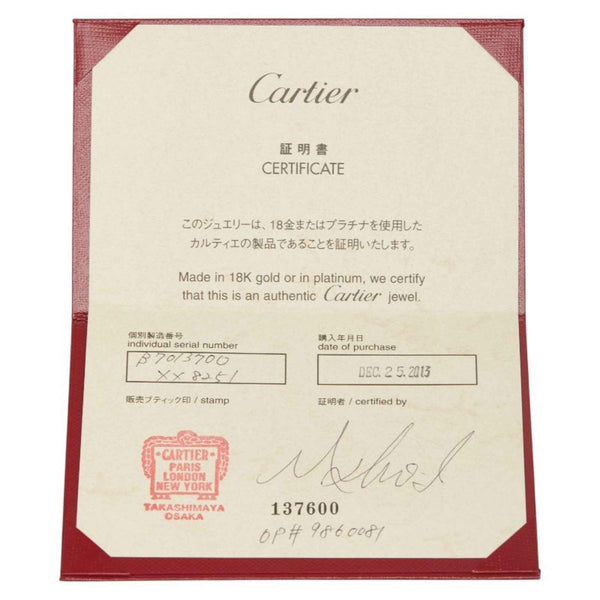 Cartier
証明書
CERTIFICATE
このジュエリーは、18金またはプラチナを使用した
カルティエの製品であることを証明いたします。
Made in 18K gold or in platinum, we certify
that this is an authentic Cartier jewel.
個別製造番号
individual serial number
B7013700
XX8251
購入年月日
date of purchase
DEC. 25. 2013
販売ブティック印 / stamp
証明者 / certified by
CARTIER
PARIS
LONDON
NEW YORK
TAKASHIMAYA
OSAKA
137600
OP# 9860081